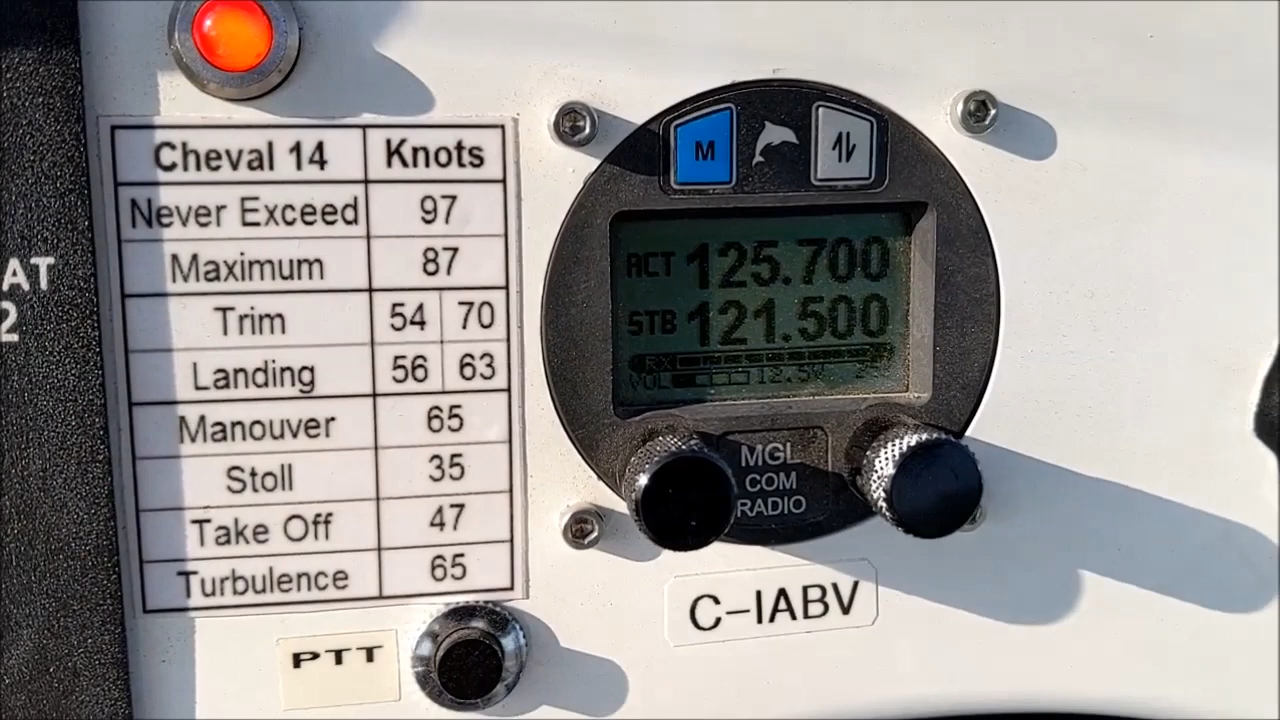 AT
2
Cheval 14 Knots
Never Exceed 97
Maximum 87
Trim 54 70
Landing 56 63
Manouver 65
Stoll 35
Take Off 47
Turbulence 65
PTT
M
ACT 125.700
STB 121.500
RX
VOL 12.5V
MGL
COM
RADIO
C-IABV